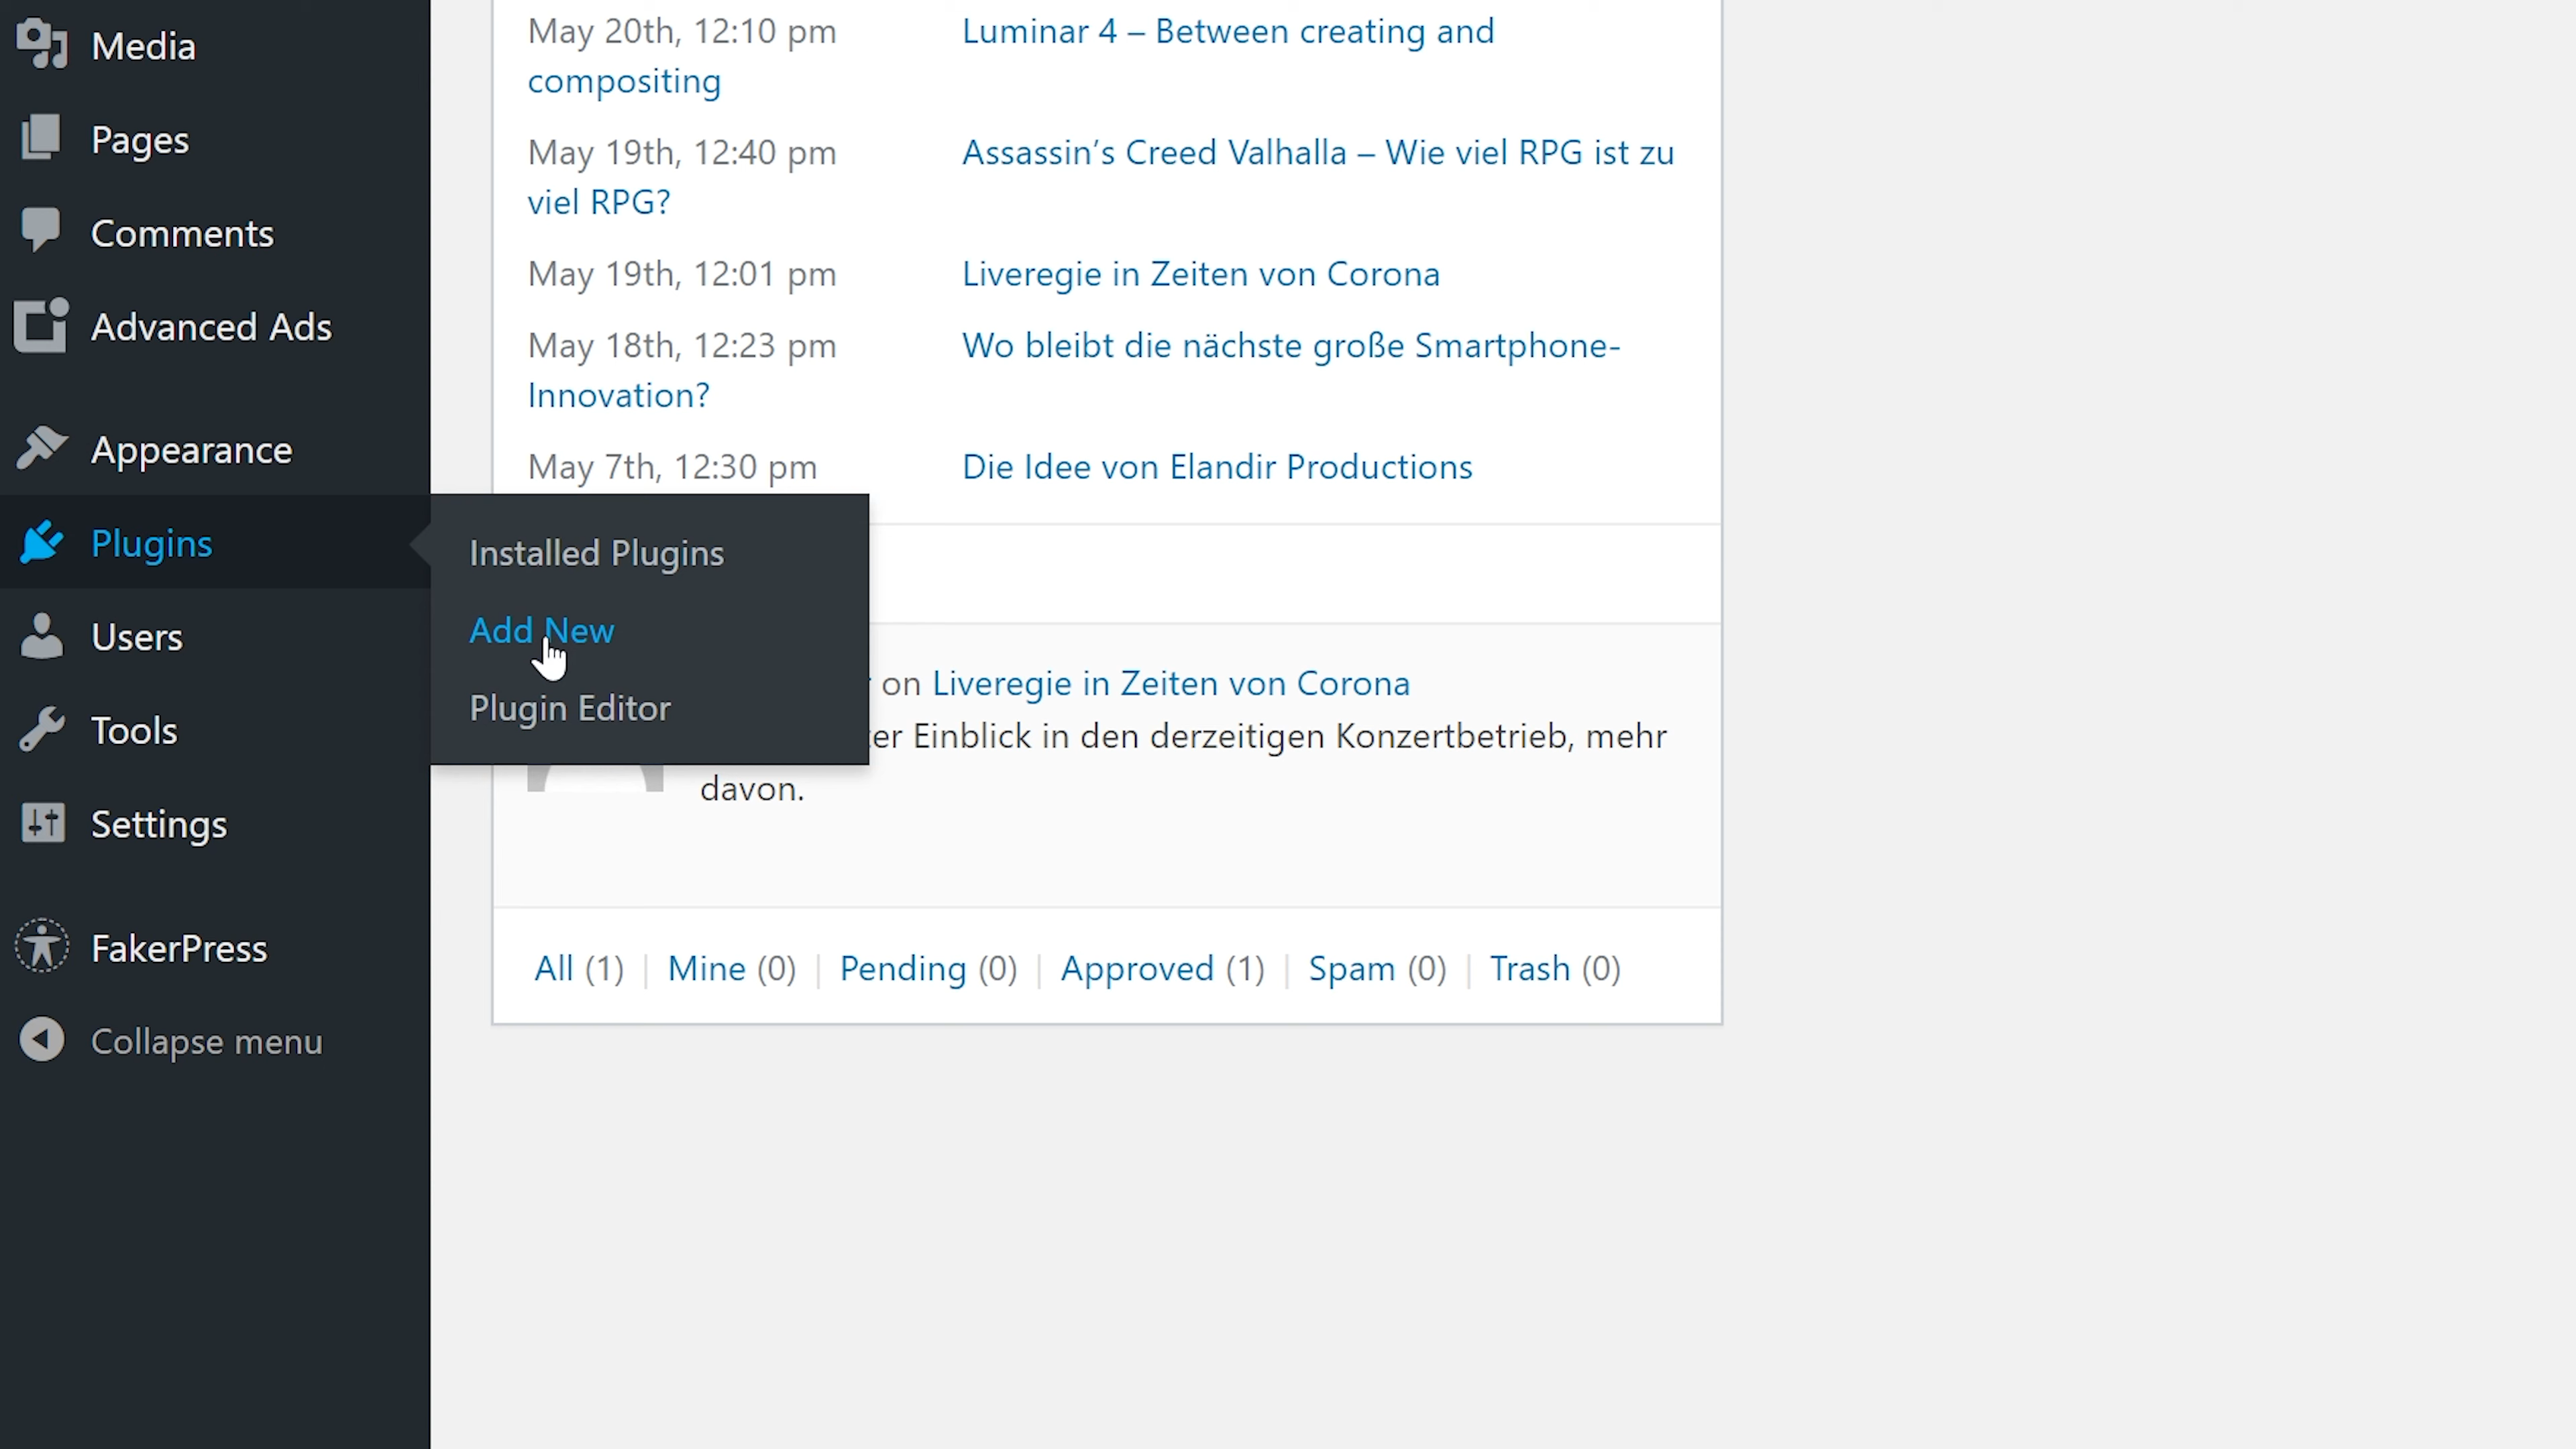 Media
Pages
Comments
Advanced Ads
Appearance
Plugins
Users
Tools
Settings
FakerPress
Collapse menu
Installed Plugins
Add New
Plugin Editor
May 20th, 12:10 pm Luminar 4 – Between creating and
compositing
May 19th, 12:40 pm Assassin's Creed Valhalla – Wie viel RPG ist zu
viel RPG?
May 19th, 12:01 pm Liveregie in Zeiten von Corona
May 18th, 12:23 pm Wo bleibt die nächste große Smartphone-
Innovation?
May 7th, 12:30 pm Die Idee von Elandir Productions
on Liveregie in Zeiten von Corona
Einblick in den derzeitigen Konzertbetrieb, mehr
davon.
All (1) | Mine (0) | Pending (0) | Approved (1) | Spam (0) | Trash (0)